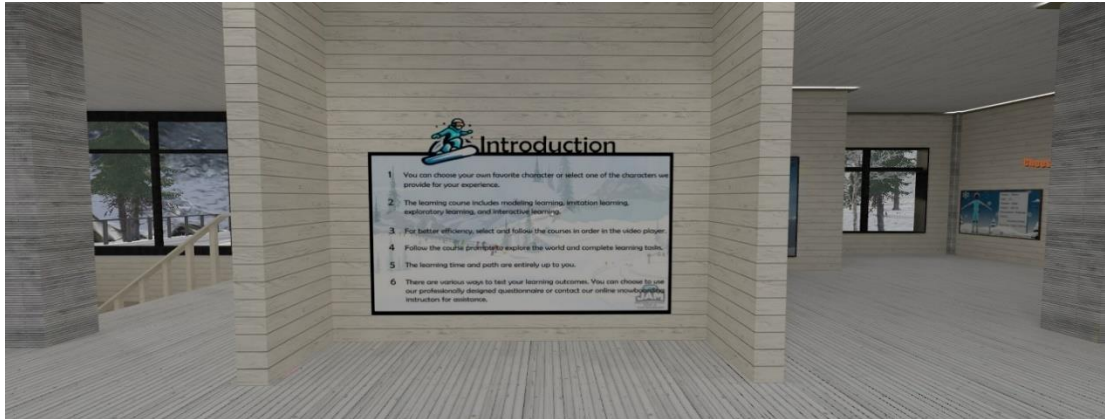 Introduction
1 You can choose your own favorite character or select one of the characters we
provide for your experience.
2 The learning course includes modeling learning, imitation learning,
exploratory learning, and interactive learning.
3 For better efficiency, select and follow the courses in order in the video player.
4 Follow the course prompts to explore the world and complete learning tasks.
5 The learning time and path are entirely up to you.
6 There are various ways to test your learning outcomes. You can choose to use
our professionally designed questionnaire or contact our online snowboarding
instructors for assistance.
JAM